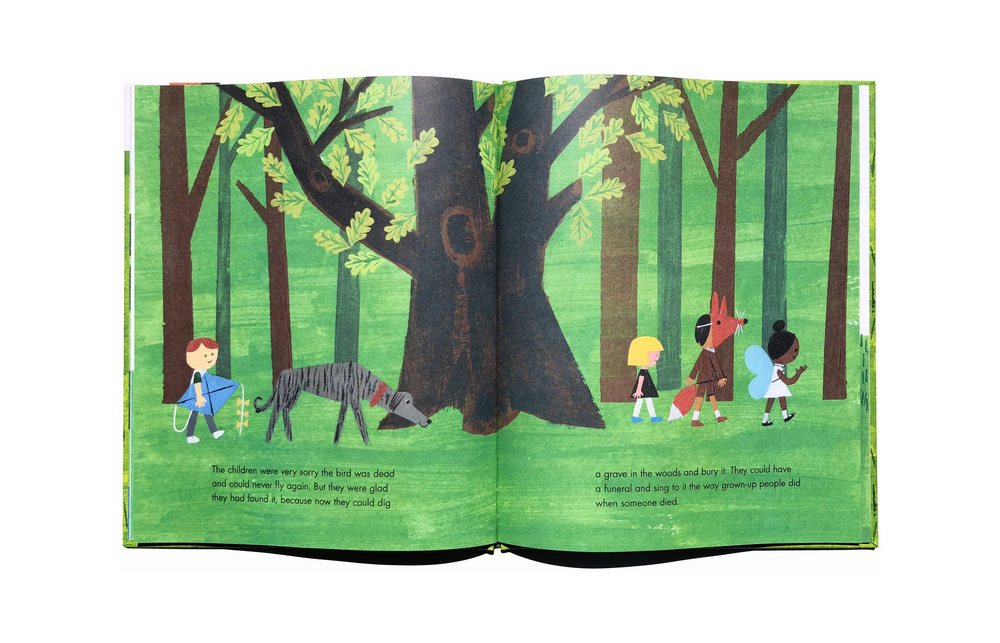 The children were very sorry the bird was dead
and could never fly again. But they were glad
they had found it, because now they could dig
a grave in the woods and bury it. They could have
a funeral and sing to it the way grown-up people did
when someone died.